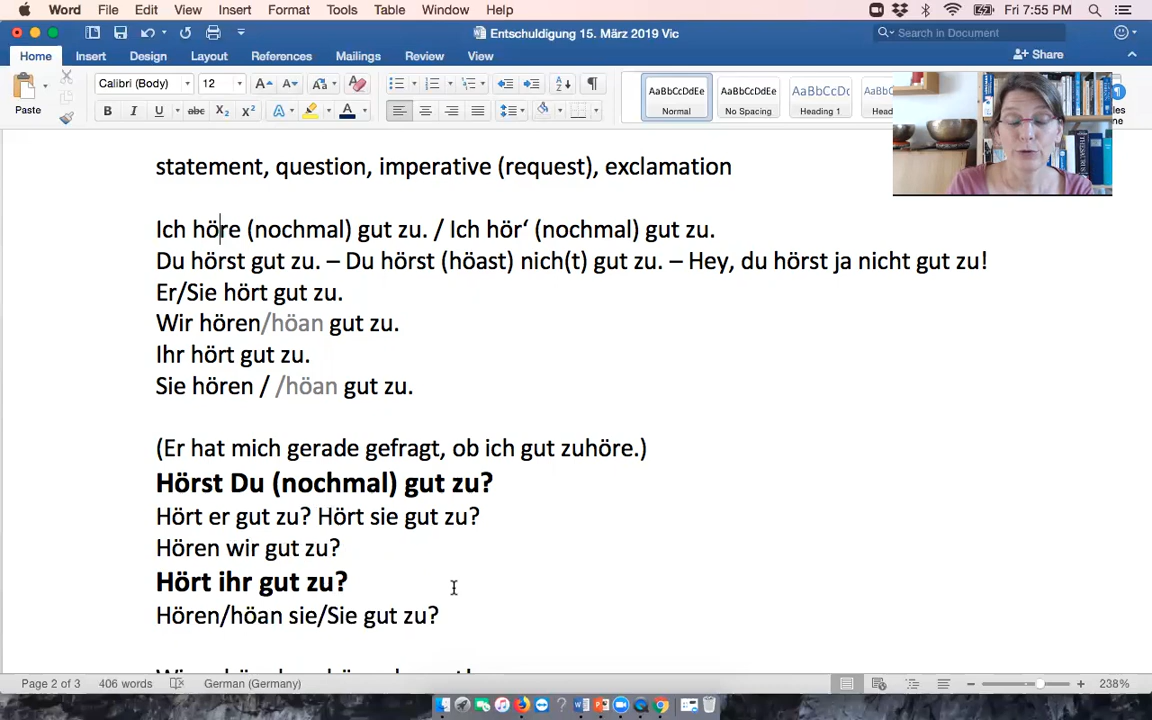 Word File Edit View Insert Format Tools Table Window Help Fri 7:55 PM
Entschuldigung 15. März 2019 Vic
Search in Document
Home Insert Design Layout References Mailings Review View Share
Paste
Calibri (Body) 12
B I U abc X₂ X²
AaBbCcDdE AaBbCcDdE AaBbCcDc AaBbCcDd
Normal No Spacing Heading 1
statement, question, imperative (request), exclamation
Ich höre (nochmal) gut zu. / Ich hör‘ (nochmal) gut zu.
Du hörst gut zu. – Du hörst (höast) nich(t) gut zu. – Hey, du hörst ja nicht gut zu!
Er/Sie hört gut zu.
Wir hören/höan gut zu.
Ihr hört gut zu.
Sie hören / /höan gut zu.
(Er hat mich gerade gefragt, ob ich gut zuhöre.)
Hörst Du (nochmal) gut zu?
Hört er gut zu? Hört sie gut zu?
Hören wir gut zu?
Hört ihr gut zu?
Hören/höan sie/Sie gut zu?
Page 2 of 3 406 words German (Germany) 238%